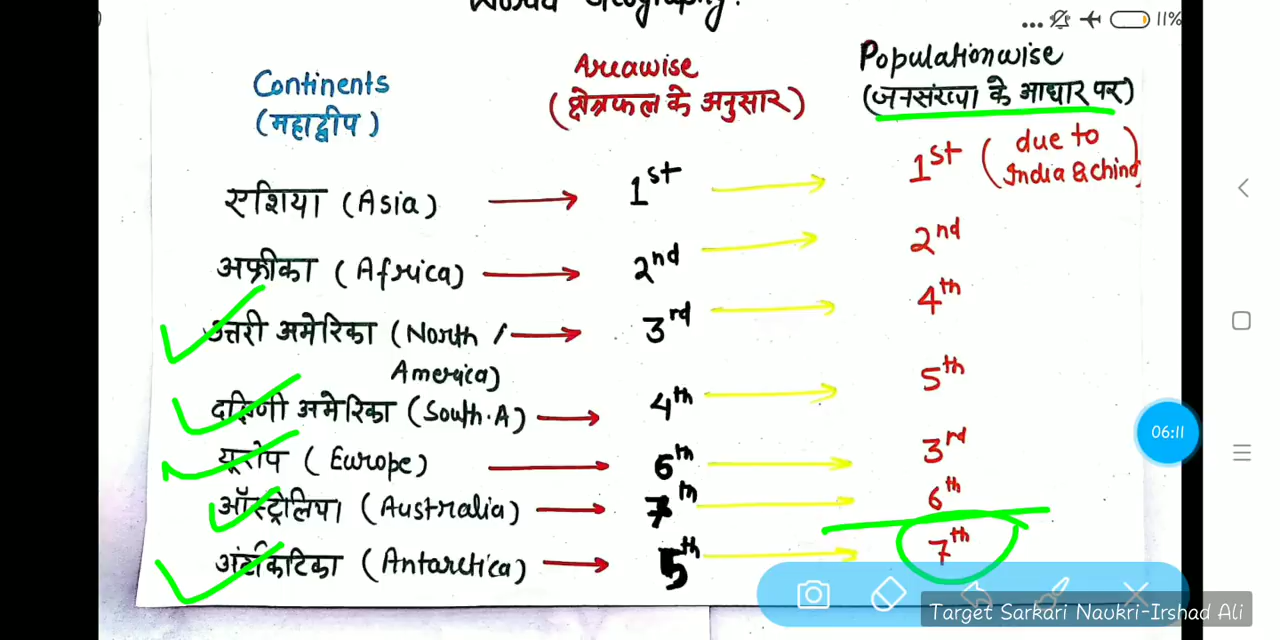 World Geography.
11%
Continents
(महाद्वीप)
Areawise
(क्षेत्रफल के अनुसार)
Populationwise
(जनसंख्या के आधार पर)
एशिया (Asia) 1st 1st (due to
India & china)
अफ्रीका (Africa) 2nd 2nd
उत्तरी अमेरिका (North 3rd 4th
America)
दक्षिणी अमेरिका (South.A) 4th 5th
यूरोप (Europe) 6th 3rd
ऑस्ट्रेलिया (Australia) 7th 6th
अंटार्कटिका (Antarctica) 5th 7th
06:11
Target Sarkari Naukri-Irshad Ali